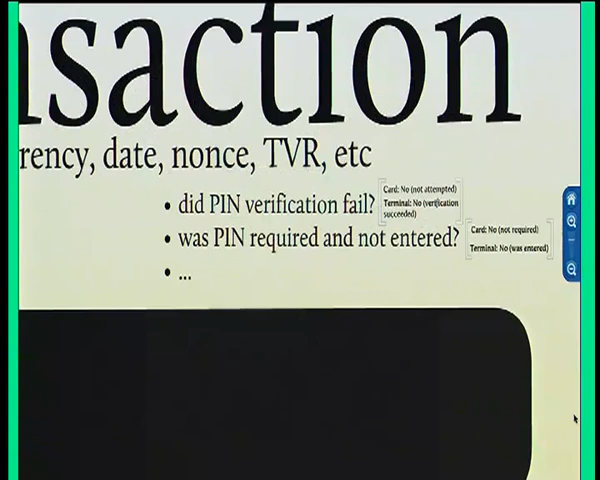 nsaction
rency, date, nonce, TVR, etc
• did PIN verification fail?
Card: No (not attempted)
Terminal: No (verification
succeeded)
• was PIN required and not entered?
Card: No (not required)
Terminal: No (was entered)
• ...